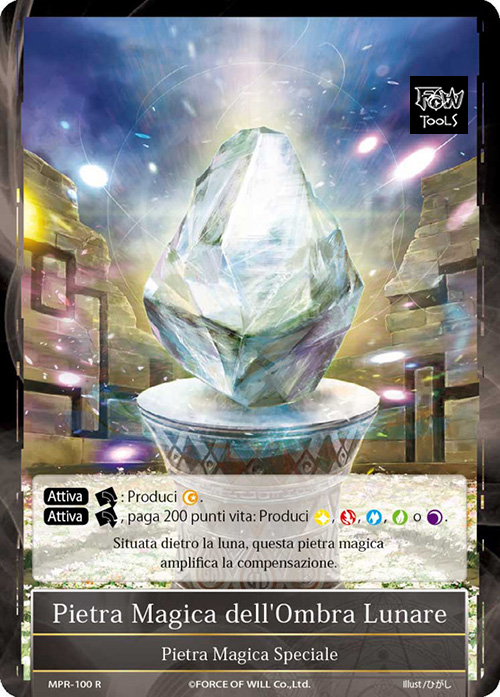 FOW
TOOLS
Attiva : Produci .
Attiva , paga 200 punti vita: Produci , , , o .
Situata dietro la luna, questa pietra magica
amplifica la compensazione.
Pietra Magica dell'Ombra Lunare
Pietra Magica Speciale
MPR-100 R ©FORCE OF WILL Co.,Ltd. Illust/ひがし